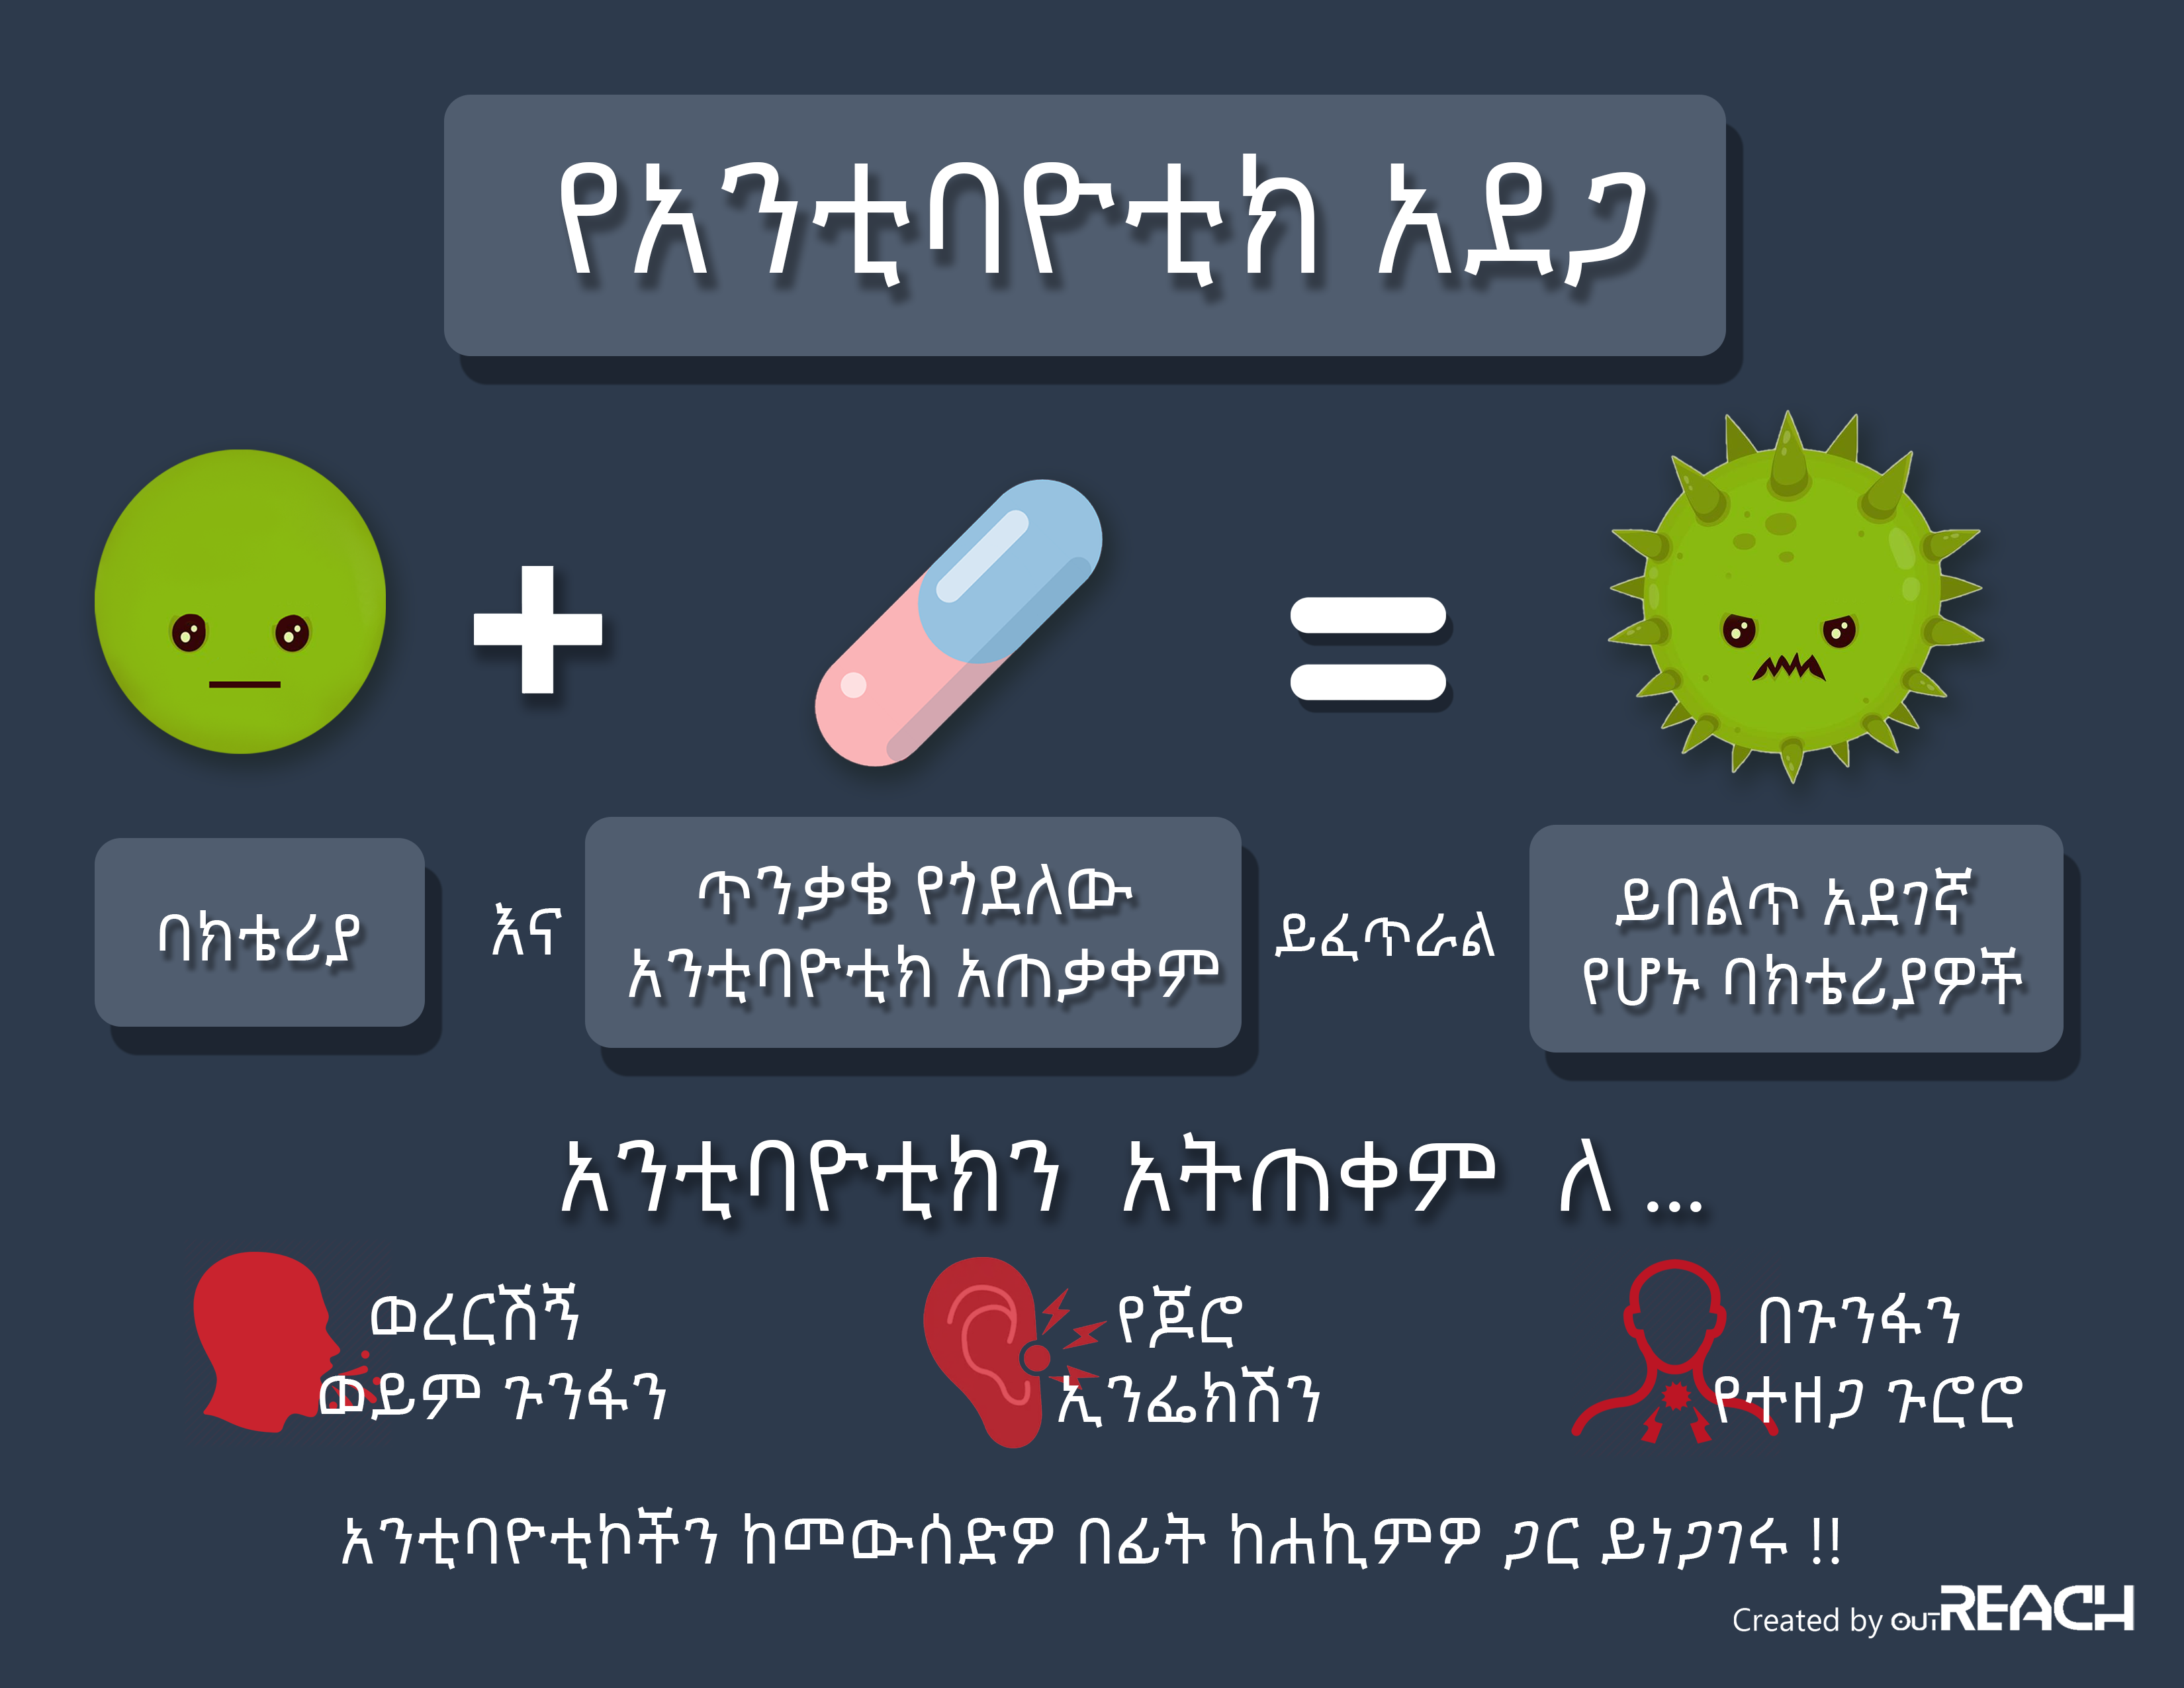 የአንቲባዮቲክ አደጋ
ባክቴሪያ
እና
ጥንቃቄ የጎደለው
አንቲባዮቲክ አጠቃቀም
ይፈጥራል
ይበልጥ አደገኛ
የሆኑ ባክቴሪያዎች
አንቲባዮቲክን አትጠቀም ለ ...
ወረርሽኝ
ወይም ጉንፋን
የጆሮ
ኢንፌክሽን
በጉንፋን
የተዘጋ ጉሮሮ
አንቲባዮቲኮችን ከመውሰድዎ በፊት ከሐኪምዎ ጋር ይነጋገሩ !!
Created by OUTREACH